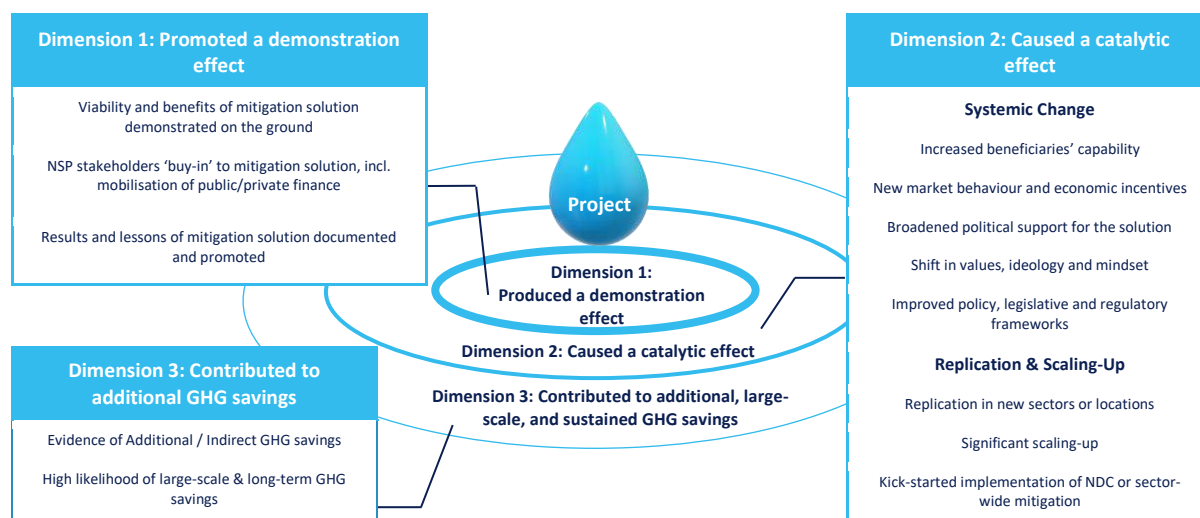 Dimension 1: Promoted a demonstration
effect
Viability and benefits of mitigation solution
demonstrated on the ground
NSP stakeholders ‘buy-in’ to mitigation solution, incl.
mobilisation of public/private finance
Results and lessons of mitigation solution documented
and promoted
Project
Dimension 1:
Produced a demonstration
effect
Dimension 2: Caused a catalytic effect
Dimension 3: Contributed to additional, large-
scale, and sustained GHG savings
Dimension 3: Contributed to
additional GHG savings
Evidence of Additional / Indirect GHG savings
High likelihood of large-scale & long-term GHG
savings
Dimension 2: Caused a catalytic
effect
Systemic Change
Increased beneficiaries’ capability
New market behaviour and economic incentives
Broadened political support for the solution
Shift in values, ideology and mindset
Improved policy, legislative and regulatory
frameworks
Replication & Scaling-Up
Replication in new sectors or locations
Significant scaling-up
Kick-started implementation of NDC or sector-
wide mitigation